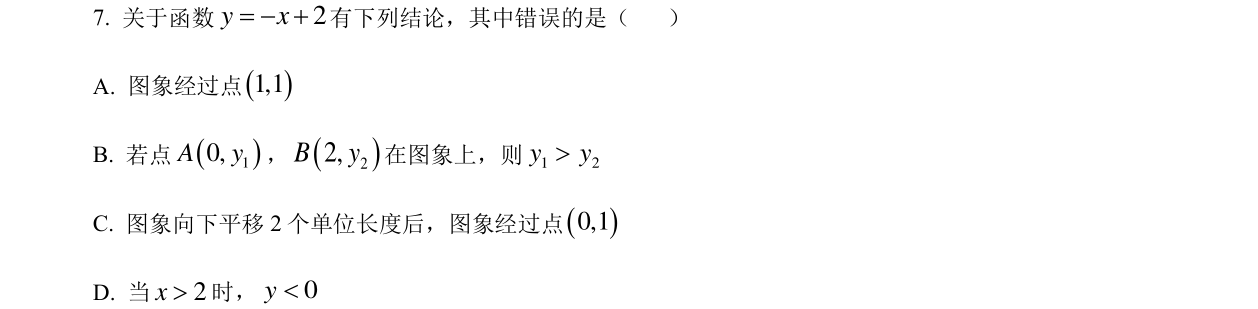 7. 关于函数 y = −x + 2 有下列结论，其中错误的是（　　）
A. 图象经过点 (1,1)
B. 若点 A(0, y₁)， B(2, y₂) 在图象上，则 y₁ > y₂
C. 图象向下平移 2 个单位长度后，图象经过点 (0,1)
D. 当 x > 2 时， y < 0